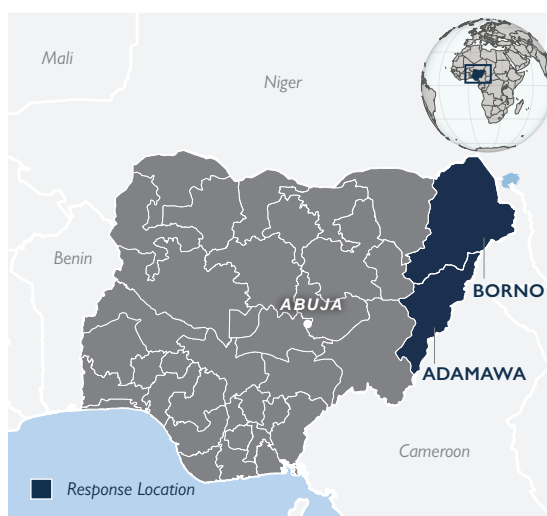 Mali
Niger
Benin
ABUJA
BORNO
ADAMAWA
Cameroon
Response Location